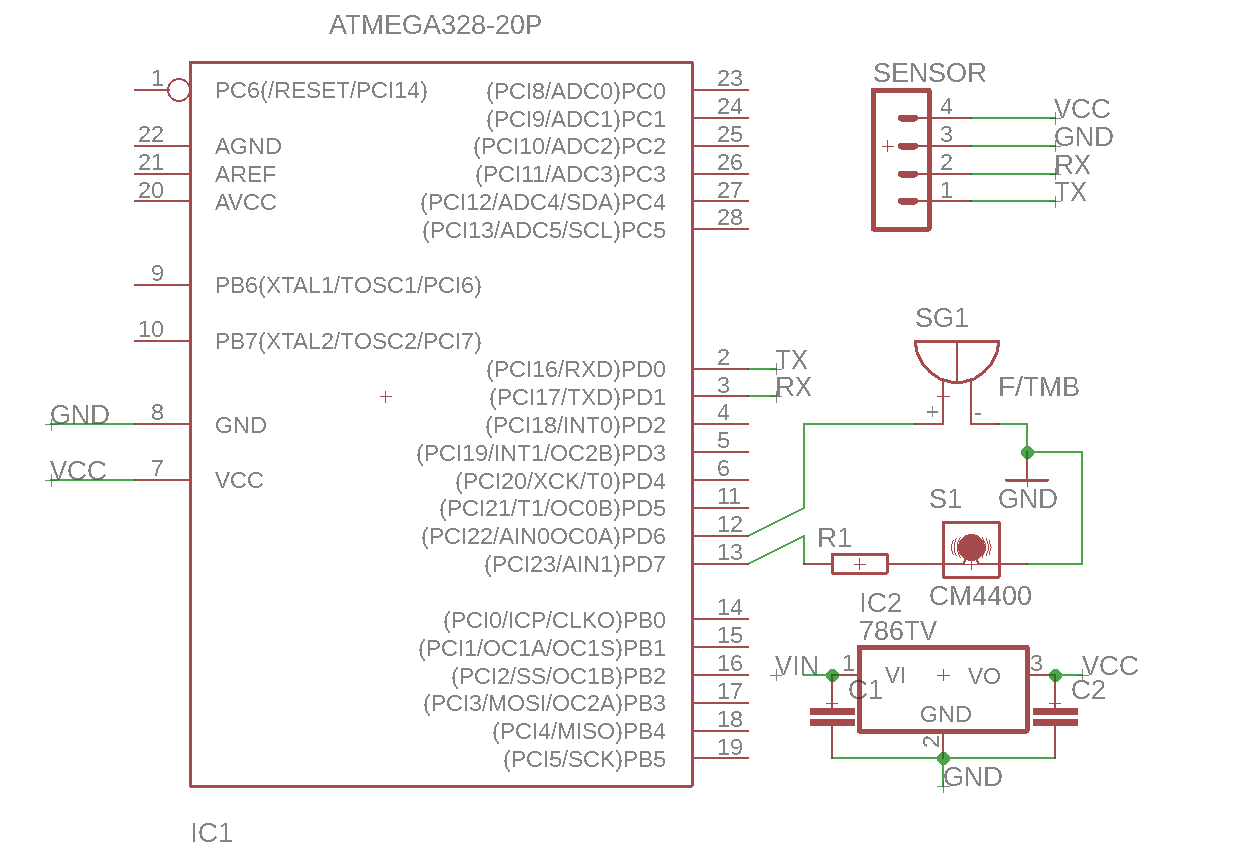 ATMEGA328-20P
1 PC6(/RESET/PCI14)
22 AGND
21 AREF
20 AVCC
9 PB6(XTAL1/TOSC1/PCI6)
10 PB7(XTAL2/TOSC2/PCI7)
GND 8 GND
VCC 7 VCC
(PCI8/ADC0)PC0 23
(PCI9/ADC1)PC1 24
(PCI10/ADC2)PC2 25
(PCI11/ADC3)PC3 26
(PCI12/ADC4/SDA)PC4 27
(PCI13/ADC5/SCL)PC5 28
(PCI16/RXD)PD0 2 TX
(PCI17/TXD)PD1 3 RX
(PCI18/INT0)PD2 4
(PCI19/INT1/OC2B)PD3 5
(PCI20/XCK/T0)PD4 6
(PCI21/T1/OC0B)PD5 11
(PCI22/AIN0OC0A)PD6 12
(PCI23/AIN1)PD7 13
(PCI0/ICP/CLKO)PB0 14
(PCI1/OC1A/OC1S)PB1 15
(PCI2/SS/OC1B)PB2 16
(PCI3/MOSI/OC2A)PB3 17
(PCI4/MISO)PB4 18
(PCI5/SCK)PB5 19
IC1
SENSOR
4 VCC
3 GND
2 RX
1 TX
SG1
F/TMB
+ -
GND
S1
R1
CM4400
IC2
786TV
VIN 1 VI VO 3 VCC
C1 C2
GND
2
GND